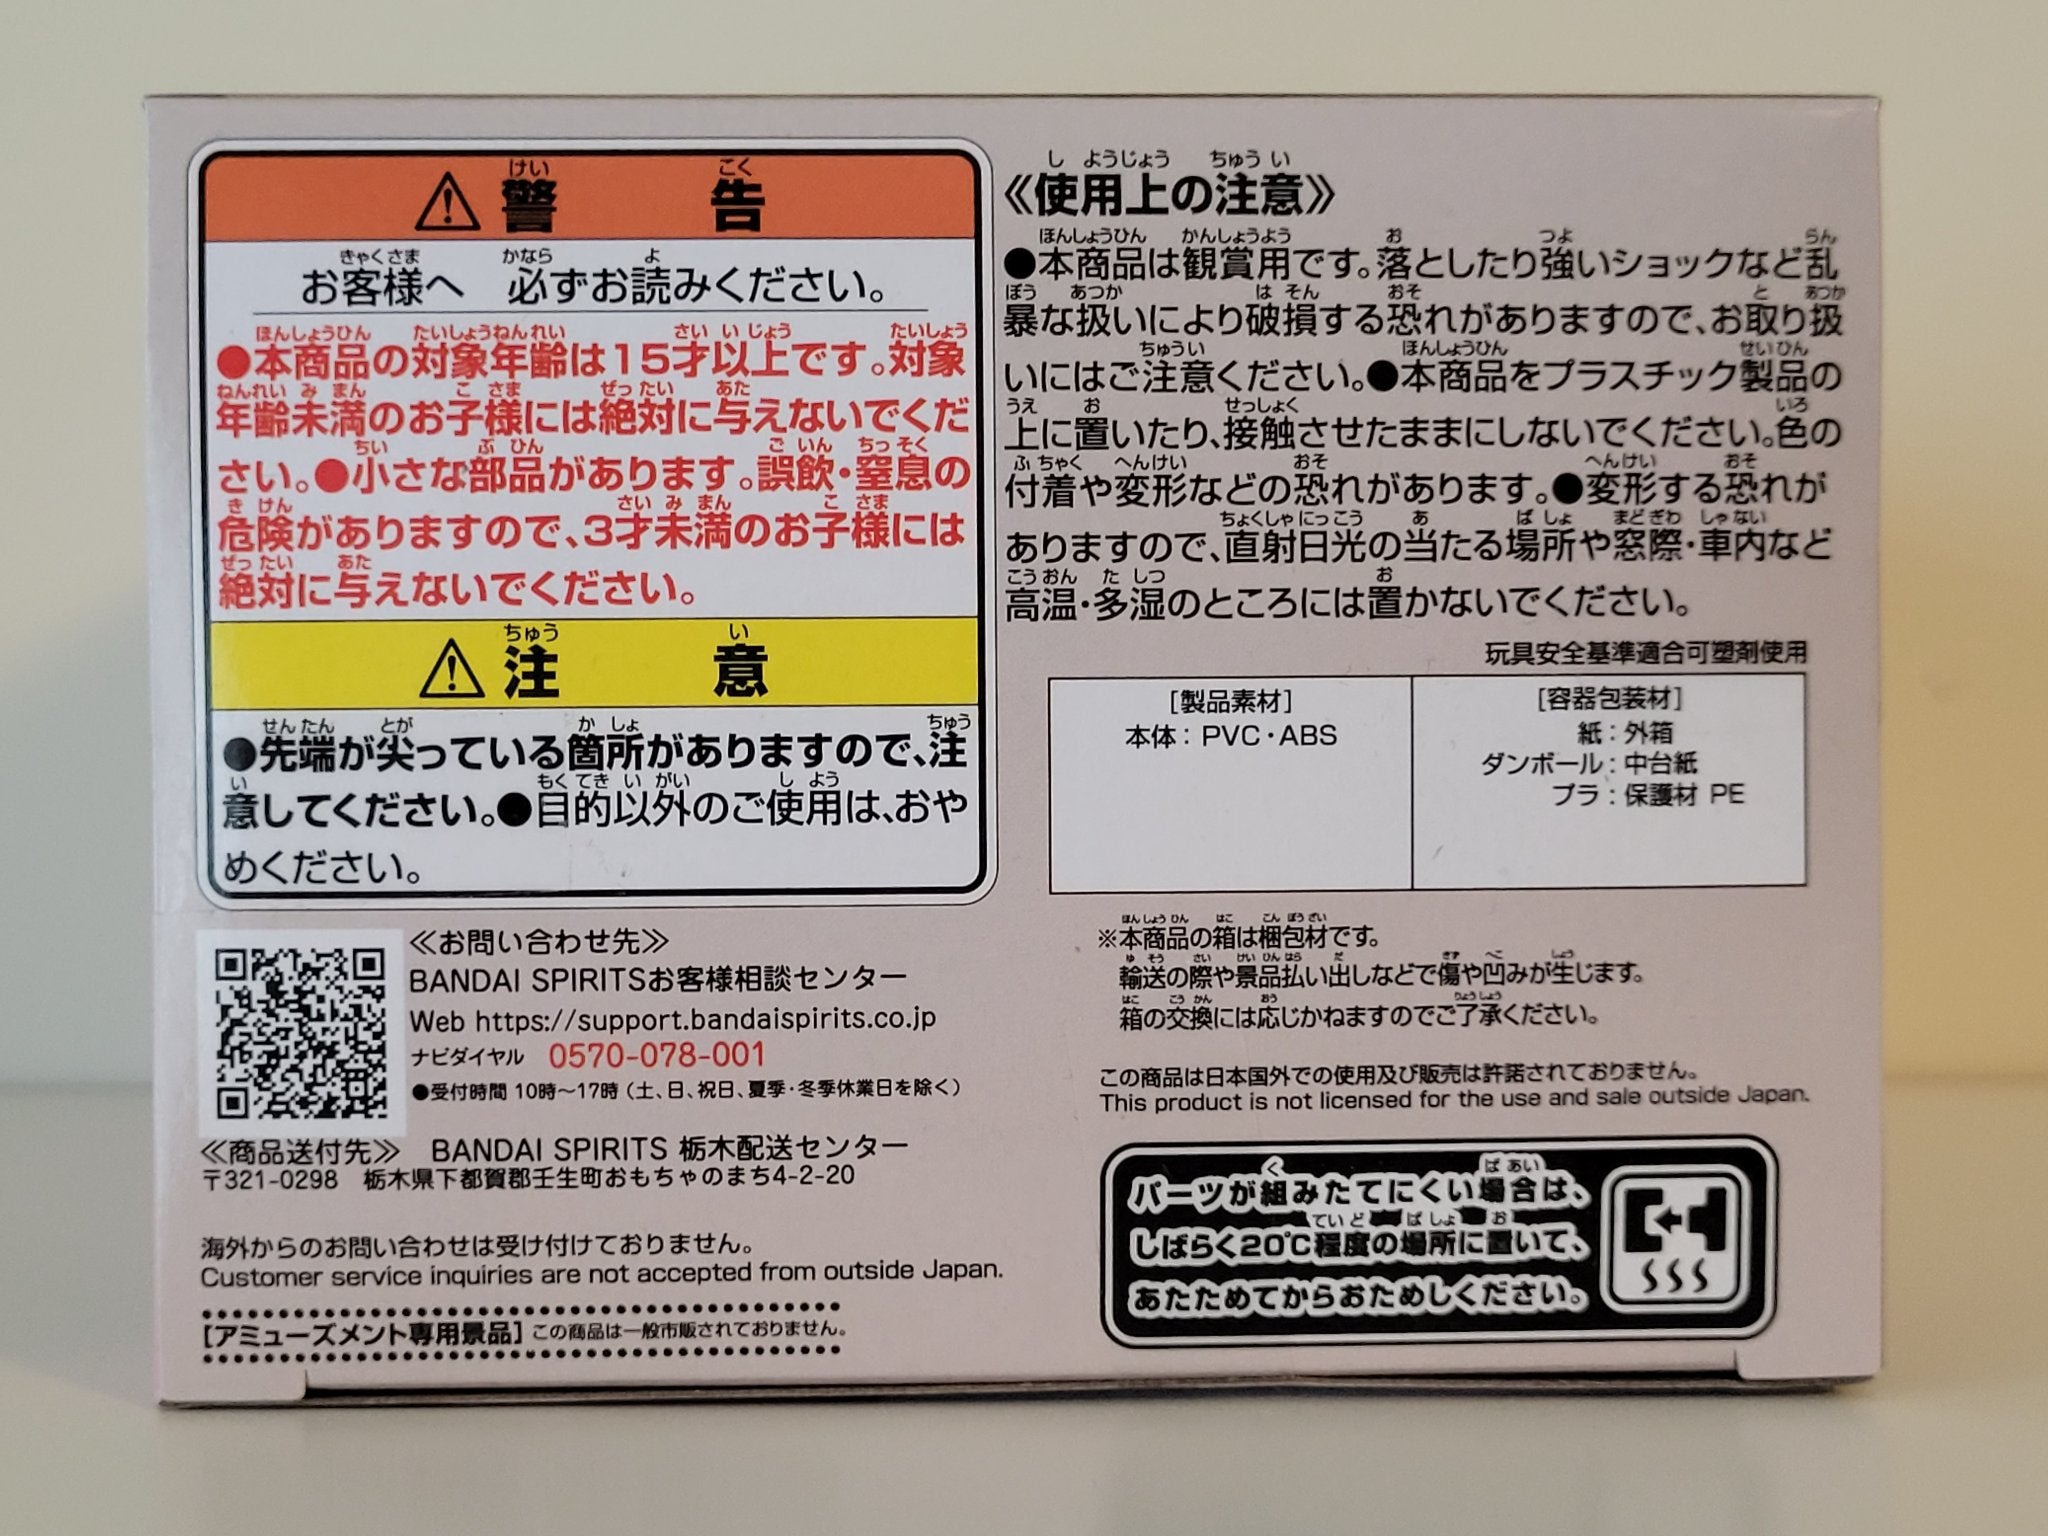 ⚠警告
お客様へ 必ずお読みください。
●本商品の対象年齢は15才以上です。対象
年齢未満のお子様には絶対に与えないでくだ
さい。●小さな部品があります。誤飲・窒息の
危険がありますので、3才未満のお子様には
絶対に与えないでください。
⚠注意
●先端が尖っている箇所がありますので、注
意してください。●目的以外のご使用は、おや
めください。
≪お問い合わせ先≫
BANDAI SPIRITSお客様相談センター
Web https://support.bandaispirits.co.jp
ナビダイヤル 0570-078-001
●受付時間 10時〜17時（土、日、祝日、夏季・冬季休業日を除く）
≪商品送付先≫ BANDAI SPIRITS 栃木配送センター
〒321-0298 栃木県下都賀郡壬生町おもちゃのまち4-2-20
海外からのお問い合わせは受け付けておりません。
Customer service inquiries are not accepted from outside Japan.
[アミューズメント専用景品] この商品は一般市販されておりません。
《使用上の注意》
●本商品は観賞用です。落としたり強いショックなど乱
暴な扱いにより破損する恐れがありますので、お取り扱
いにはご注意ください。●本商品をプラスチック製品の
上に置いたり、接触させたままにしないでください。色の
付着や変形などの恐れがあります。●変形する恐れが
ありますので、直射日光の当たる場所や窓際・車内など
高温・多湿のところには置かないでください。
玩具安全基準適合可塑剤使用
[製品素材]
本体：PVC・ABS
[容器包装材]
紙：外箱
ダンボール：中台紙
プラ：保護材 PE
※本商品の箱は梱包材です。
輸送の際や景品払い出しなどで傷や凹みが生じます。
箱の交換には応じかねますのでご了承ください。
この商品は日本国外での使用及び販売は許諾されておりません。
This product is not licensed for the use and sale outside Japan.
パーツが組みたてにくい場合は、
しばらく20℃程度の場所に置いて、
あたためてからおためしください。